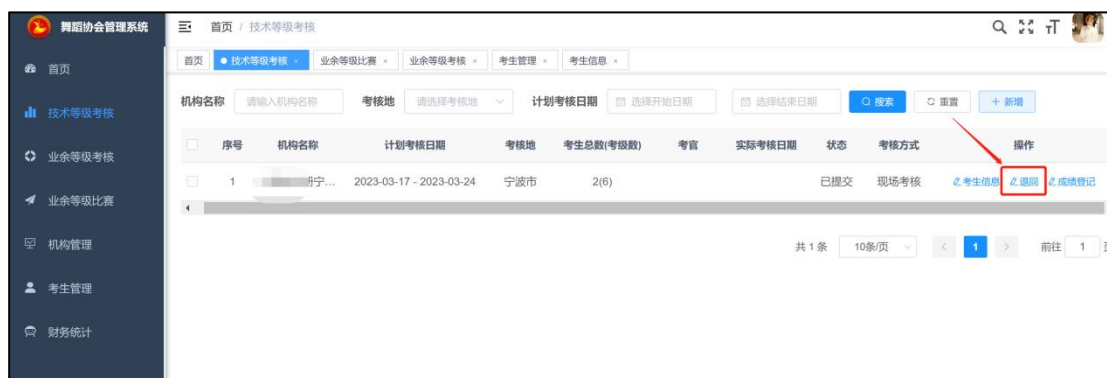 舞蹈协会管理系统
首页 / 技术等级考核
首页 技术等级考核 × 业余等级比赛 × 业余等级考核 × 考生管理 × 考生信息 ×
首页
技术等级考核
业余等级考核
业余等级比赛
机构管理
考生管理
财务统计
机构名称 请输入机构名称 考核地 请选择考核地 计划考核日期 选择开始日期 选择结束日期 搜索 重置 + 新增
序号 机构名称 计划考核日期 考核地 考生总数(考级数) 考官 实际考核日期 状态 考核方式 操作
1 宁... 2023-03-17 - 2023-03-24 宁波市 2(6) 已提交 现场考核 考生信息 退回 成绩登记
共 1 条 10条/页 < 1 > 前往 1